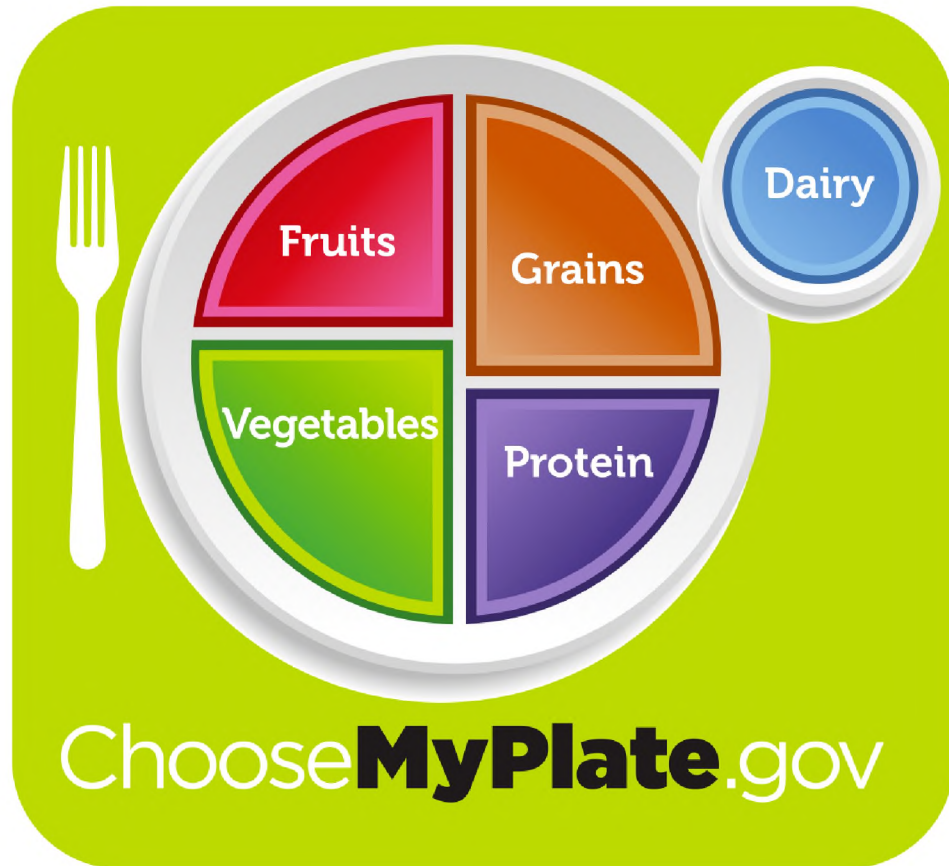 Dairy
Fruits
Grains
Vegetables
Protein
ChooseMyPlate.gov